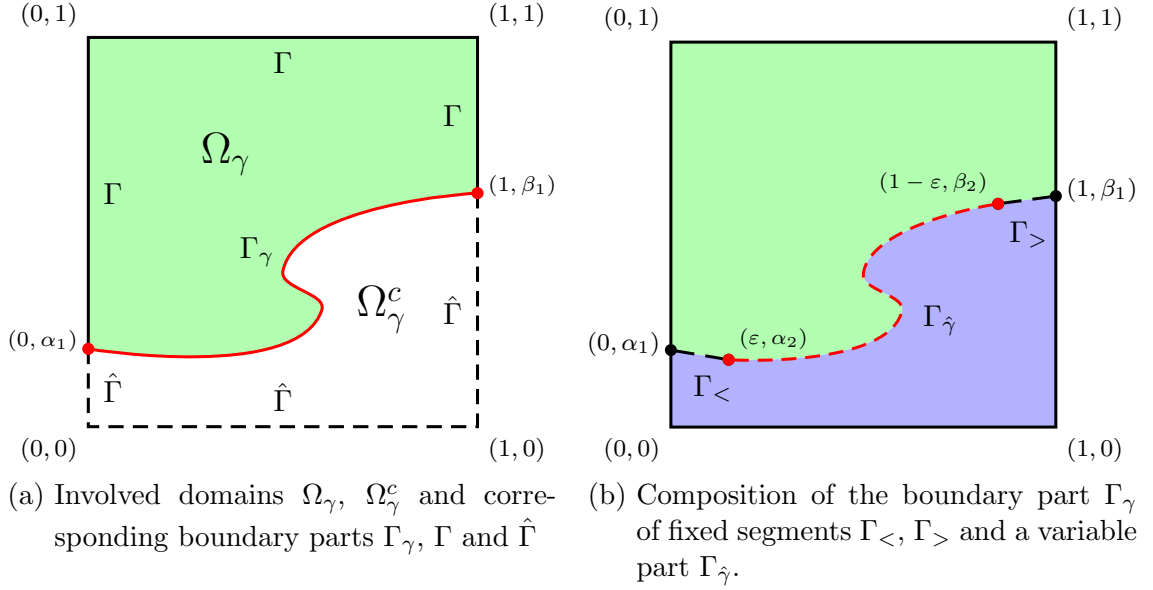 (0, 1)
(1, 1)
Γ
Γ
Ω_γ
Γ
(1, β_1)
Γ_γ
Ω_γ^c
Γ̂
(0, α_1)
Γ̂
Γ̂
(0, 0)
(1, 0)
(a) Involved domains Ω_γ, Ω_γ^c and corre-
sponding boundary parts Γ_γ, Γ and Γ̂
(0, 1)
(1, 1)
(1 − ε, β_2)
(1, β_1)
Γ_>
Γ_γ̂
(0, α_1)
(ε, α_2)
Γ_<
(0, 0)
(1, 0)
(b) Composition of the boundary part Γ_γ
of fixed segments Γ_<, Γ_> and a variable
part Γ_γ̂.